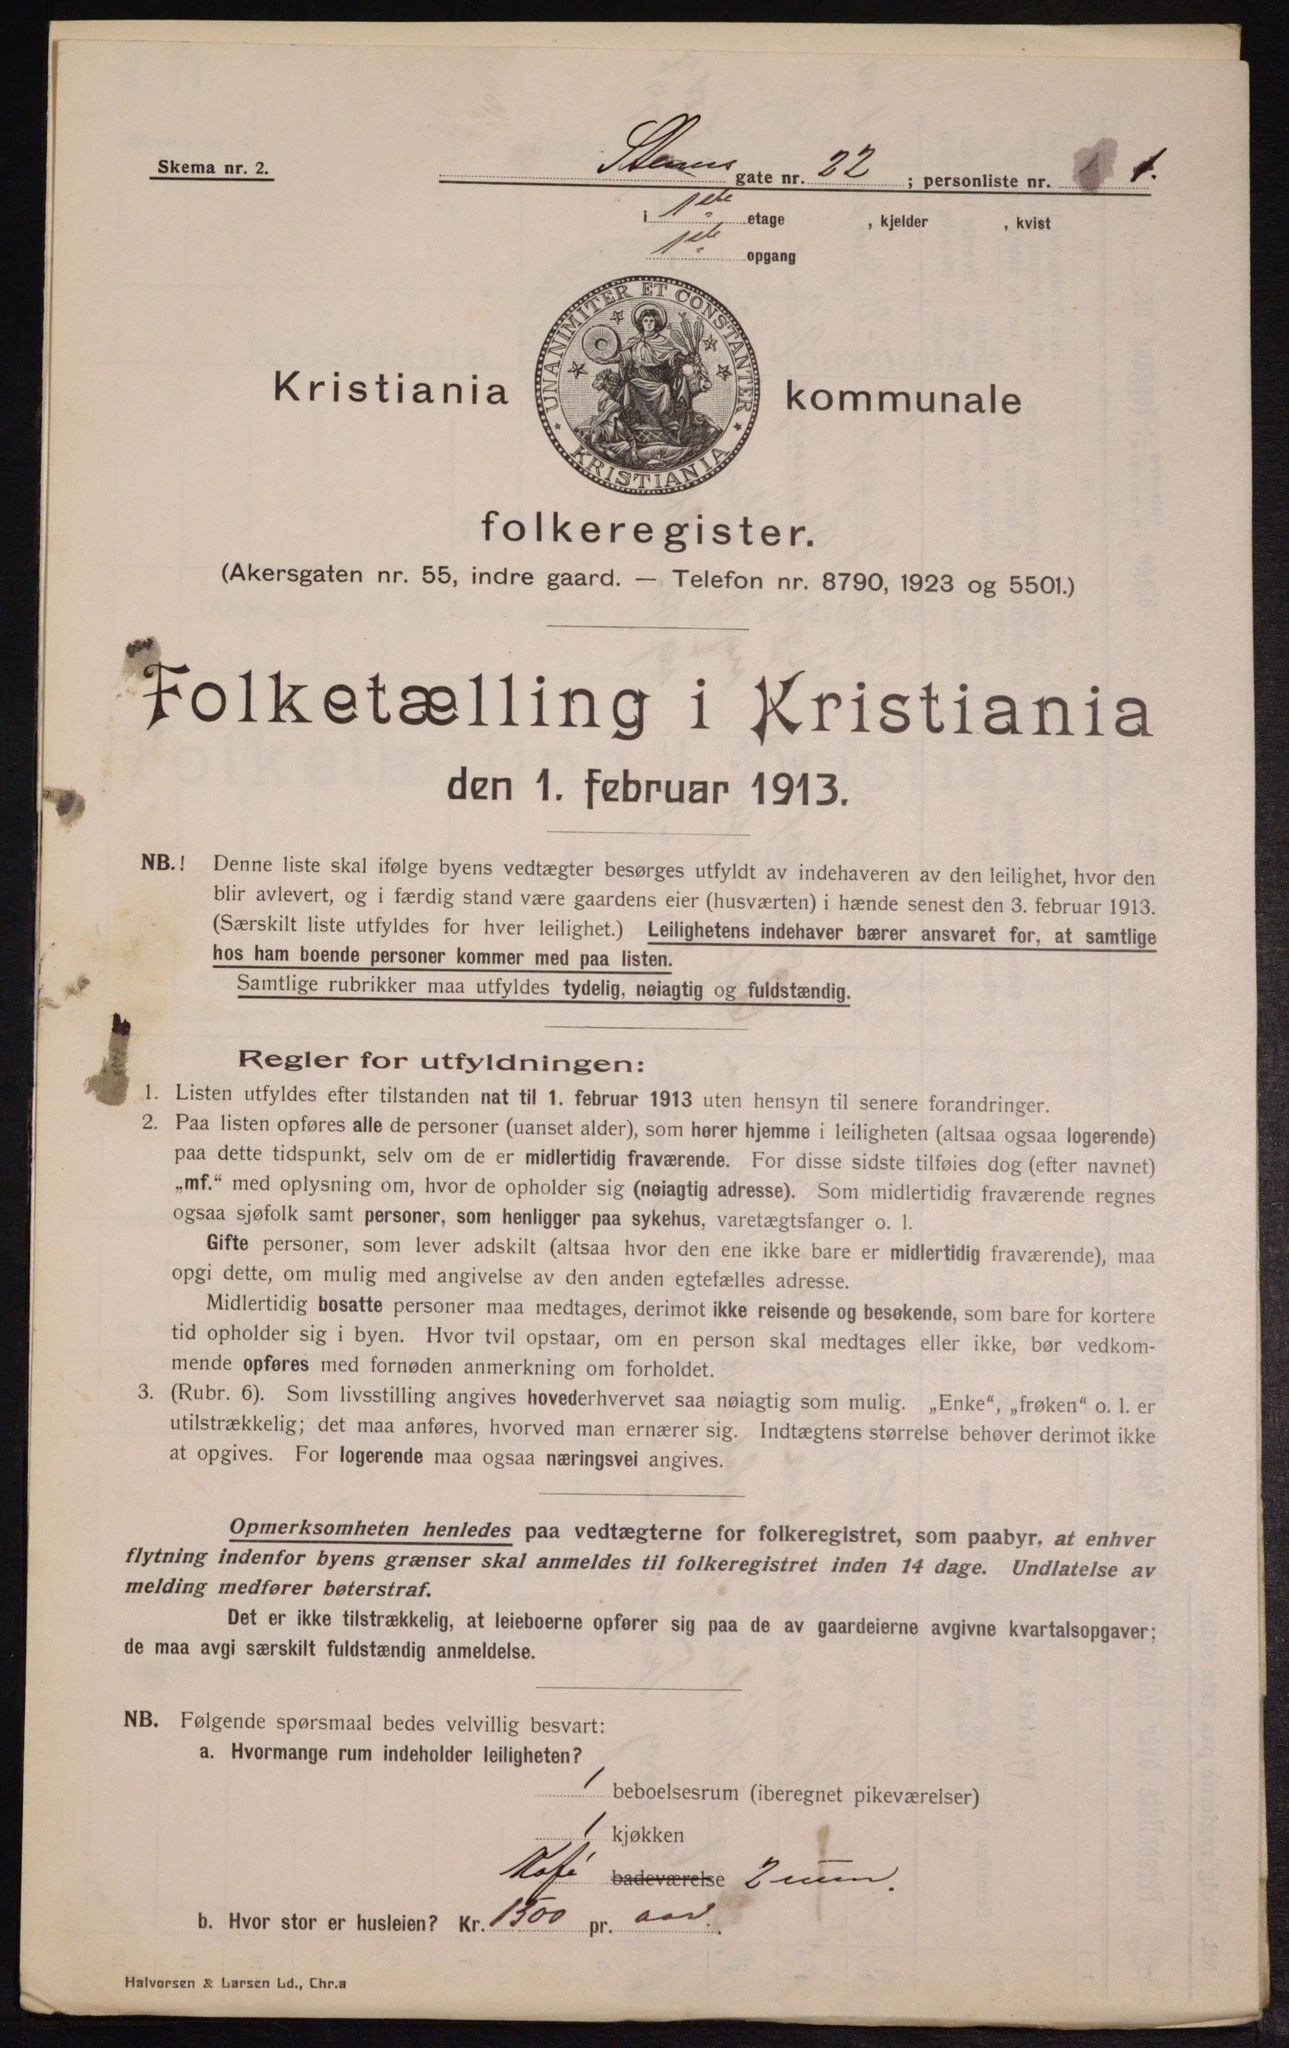 Skema nr. 2.
Stens gate nr. 22 ; personliste nr. 1.
i 1ste etage , kjelder , kvist
1ste opgang
UNANIMITER ET CONSTANTER
KRISTIANIA
Kristiania kommunale
folkeregister.
(Akersgaten nr. 55, indre gaard. — Telefon nr. 8790, 1923 og 5501.)
Folketælling i Kristiania
den 1. februar 1913.
NB.! Denne liste skal ifølge byens vedtægter besørges utfyldt av indehaveren av den leilighet, hvor den
blir avlevert, og i færdig stand være gaardens eier (husværten) i hænde senest den 3. februar 1913.
(Særskilt liste utfyldes for hver leilighet.) Leilighetens indehaver bærer ansvaret for, at samtlige
hos ham boende personer kommer med paa listen.
Samtlige rubrikker maa utfyldes tydelig, nøiagtig og fuldstændig.
Regler for utfyldningen:
1. Listen utfyldes efter tilstanden nat til 1. februar 1913 uten hensyn til senere forandringer.
2. Paa listen opføres alle de personer (uanset alder), som hører hjemme i leiligheten (altsaa ogsaa logerende)
paa dette tidspunkt, selv om de er midlertidig fraværende. For disse sidste tilføies dog (efter navnet)
„mf.“ med oplysning om, hvor de opholder sig (nøiagtig adresse). Som midlertidig fraværende regnes
ogsaa sjøfolk samt personer, som henligger paa sykehus, varetægtsfanger o. l.
Gifte personer, som lever adskilt (altsaa hvor den ene ikke bare er midlertidig fraværende), maa
opgi dette, om mulig med angivelse av den anden egtefælles adresse.
Midlertidig bosatte personer maa medtages, derimot ikke reisende og besøkende, som bare for kortere
tid opholder sig i byen. Hvor tvil opstaar, om en person skal medtages eller ikke, bør vedkom-
mende opføres med fornøden anmerkning om forholdet.
3. (Rubr. 6). Som livsstilling angives hovederhvervet saa nøiagtig som mulig. „Enke“, „frøken“ o. l. er
utilstrækkelig; det maa anføres, hvorved man ernærer sig. Indtægtens størrelse behøver derimot ikke
at opgives. For logerende maa ogsaa næringsvei angives.
Opmerksomheten henledes paa vedtægterne for folkeregistret, som paabyr, at enhver
flytning indenfor byens grænser skal anmeldes til folkeregistret inden 14 dage. Undlatelse av
melding medfører bøterstraf.
Det er ikke tilstrækkelig, at leieboerne opfører sig paa de av gaardeierne avgivne kvartalsopgaver;
de maa avgi særskilt fuldstændig anmeldelse.
NB. Følgende spørsmaal bedes velvillig besvart:
a. Hvormange rum indeholder leiligheten?
1 beboelsesrum (iberegnet pikeværelser)
1 kjøkken
Kafé badeværelse 2 rum.
b. Hvor stor er husleien? Kr. 1500 pr. aar.
Halvorsen & Larsen Ld., Chr.a